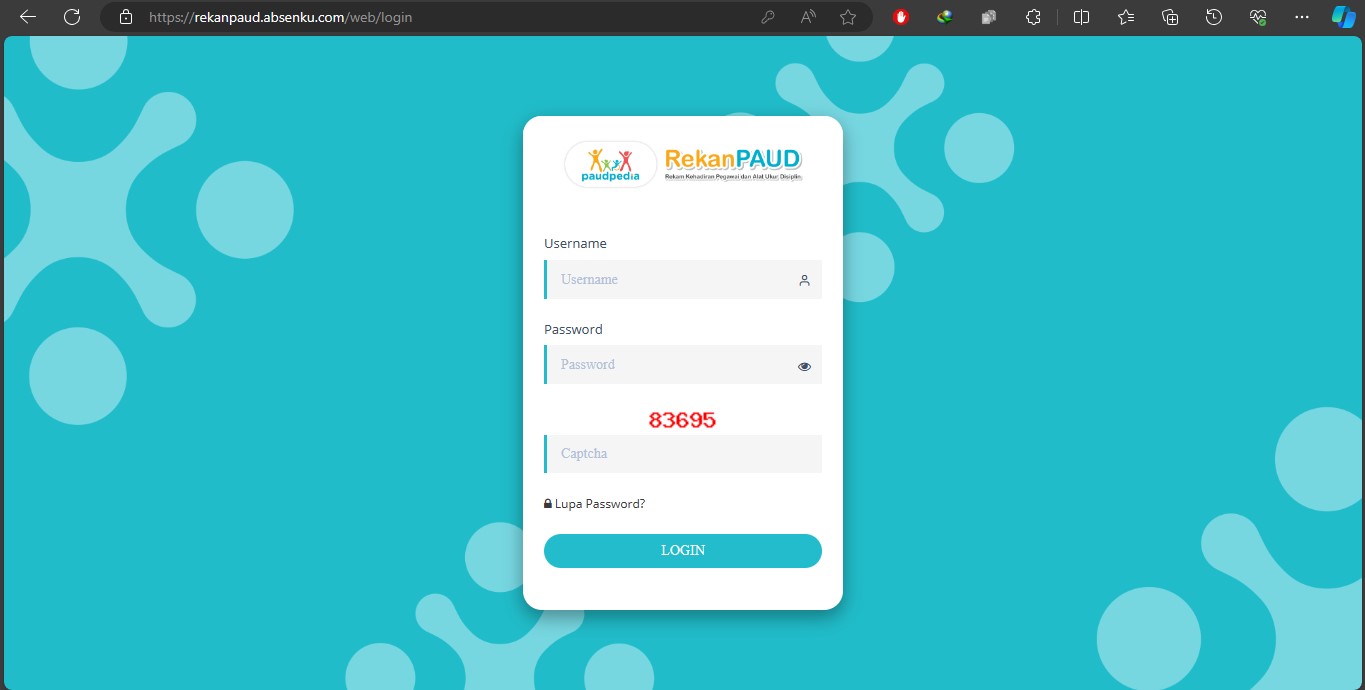 https://rekanpaud.absenku.com/web/login
paudpedia
RekanPAUD
Rekam Kehadiran Pegawai dan Alat Ukur Disiplin
Username
Username
Password
Password
83695
Captcha
Lupa Password?
LOGIN